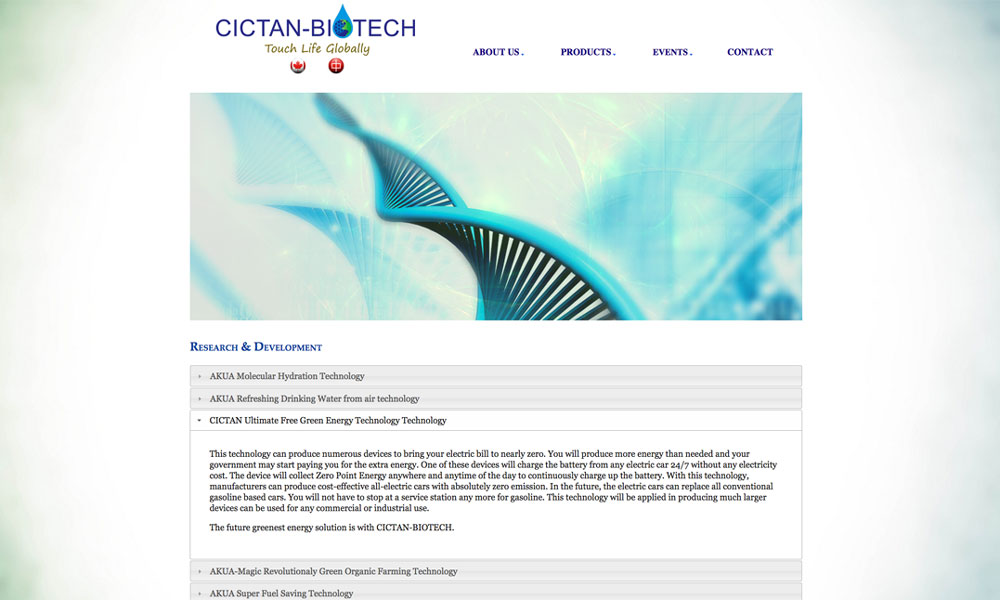 CICTAN-BIOTECH
Touch Life Globally
中
ABOUT US
PRODUCTS
EVENTS
CONTACT
Research & Development
AKUA Molecular Hydration Technology
AKUA Refreshing Drinking Water from air technology
CICTAN Ultimate Free Green Energy Technology Technology
This technology can produce numerous devices to bring your electric bill to nearly zero. You will produce more energy than needed and your
government may start paying you for the extra energy. One of these devices will charge the battery from any electric car 24/7 without any electricity
cost. The device will collect Zero Point Energy anywhere and anytime of the day to continuously charge up the battery. With this technology,
manufacturers can produce cost-effective all-electric cars with absolutely zero emission. In the future, the electric cars can replace all conventional
gasoline based cars. You will not have to stop at a service station any more for gasoline. This technology will be applied in producing much larger
devices can be used for any commercial or industrial use.
The future greenest energy solution is with CICTAN-BIOTECH.
AKUA-Magic Revolutionaly Green Organic Farming Technology
AKUA Super Fuel Saving Technology